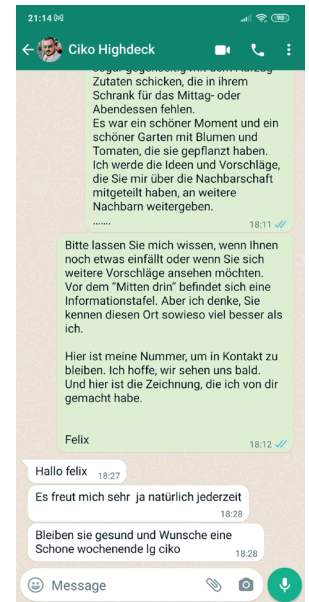 21:14
90
Ciko Highdeck
Zutaten schicken, die in ihrem
Schrank für das Mittag- oder
Abendessen fehlen.
Es war ein schöner Moment und ein
schöner Garten mit Blumen und
Tomaten, die sie gepflanzt haben.
Ich werde die Ideen und Vorschläge,
die Sie mir über die Nachbarschaft
mitgeteilt haben, an weitere
Nachbarn weitergeben.
.......
18:11
Bitte lassen Sie mich wissen, wenn Ihnen
noch etwas einfällt oder wenn Sie sich
weitere Vorschläge ansehen möchten.
Vor dem "Mitten drin" befindet sich eine
Informationstafel. Aber ich denke, Sie
kennen diesen Ort sowieso viel besser als
ich.
Hier ist meine Nummer, um in Kontakt zu
bleiben. Ich hoffe, wir sehen uns bald.
Und hier ist die Zeichnung, die ich von dir
gemacht habe.
Felix
18:12
Hallo felix 18:27
Es freut mich sehr ja natürlich jederzeit
18:28
Bleiben sie gesund und Wunsche eine
Schone wochenende lg ciko
18:28
Message